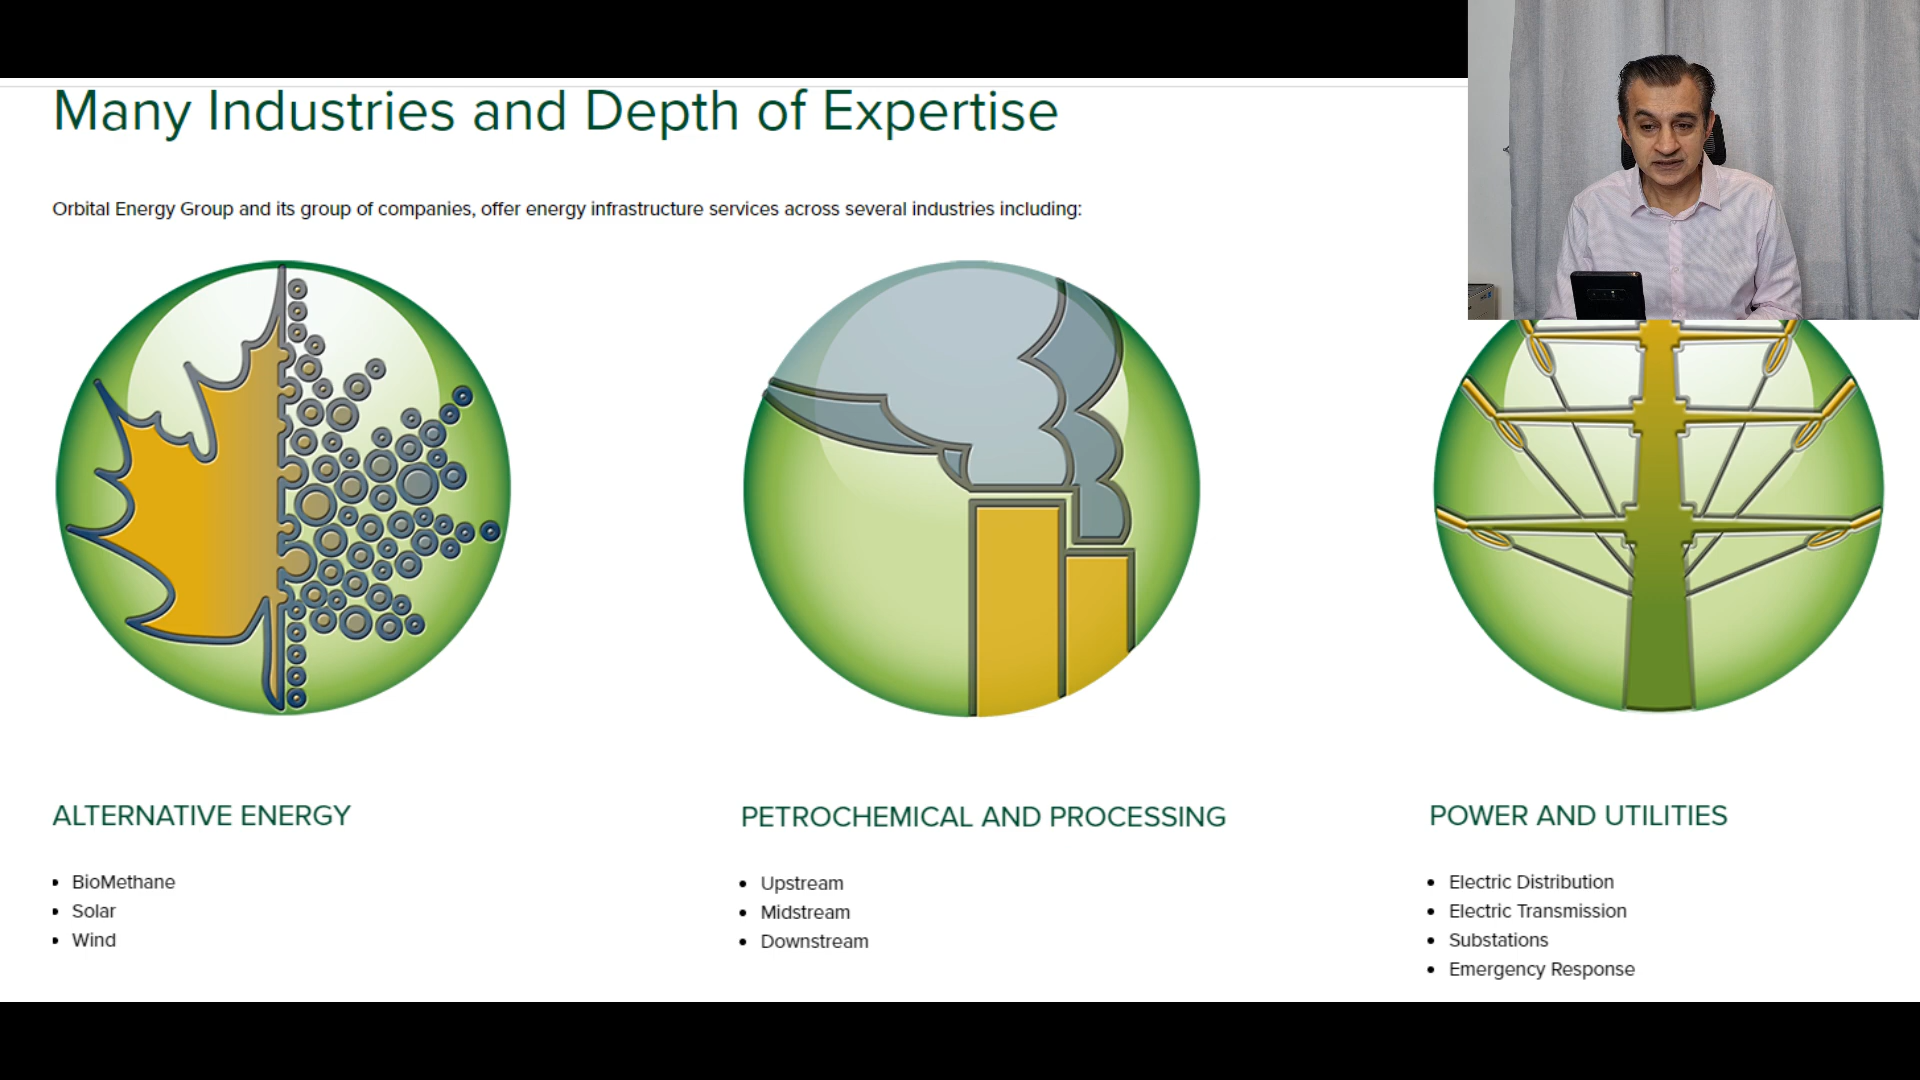 Many Industries and Depth of Expertise
Orbital Energy Group and its group of companies, offer energy infrastructure services across several industries including:
ALTERNATIVE ENERGY
• BioMethane
• Solar
• Wind
PETROCHEMICAL AND PROCESSING
• Upstream
• Midstream
• Downstream
POWER AND UTILITIES
• Electric Distribution
• Electric Transmission
• Substations
• Emergency Response